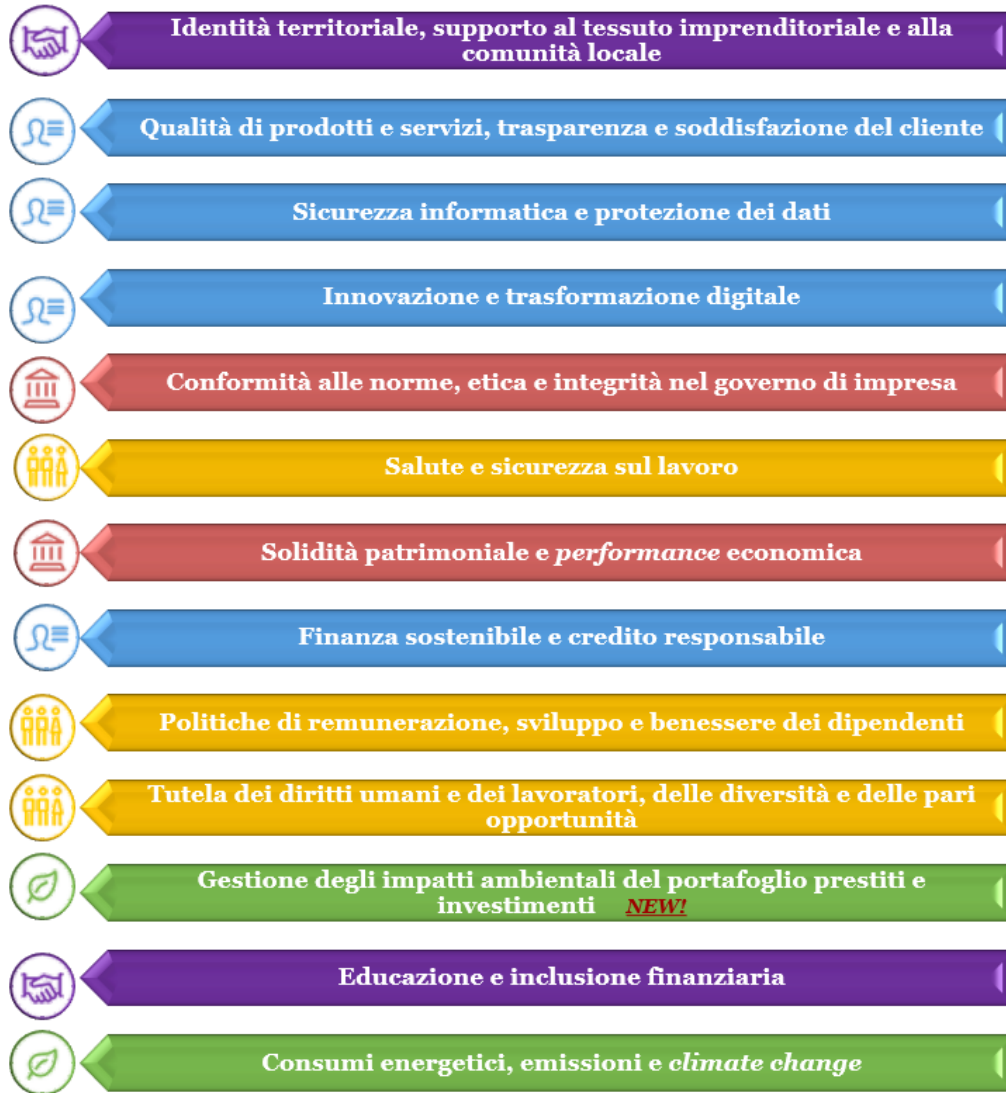 Identità territoriale, supporto al tessuto imprenditoriale e alla
comunità locale
Qualità di prodotti e servizi, trasparenza e soddisfazione del cliente
Sicurezza informatica e protezione dei dati
Innovazione e trasformazione digitale
Conformità alle norme, etica e integrità nel governo di impresa
Salute e sicurezza sul lavoro
Solidità patrimoniale e performance economica
Finanza sostenibile e credito responsabile
Politiche di remunerazione, sviluppo e benessere dei dipendenti
Tutela dei diritti umani e dei lavoratori, delle diversità e delle pari
opportunità
Gestione degli impatti ambientali del portafoglio prestiti e
investimenti NEW!
Educazione e inclusione finanziaria
Consumi energetici, emissioni e climate change